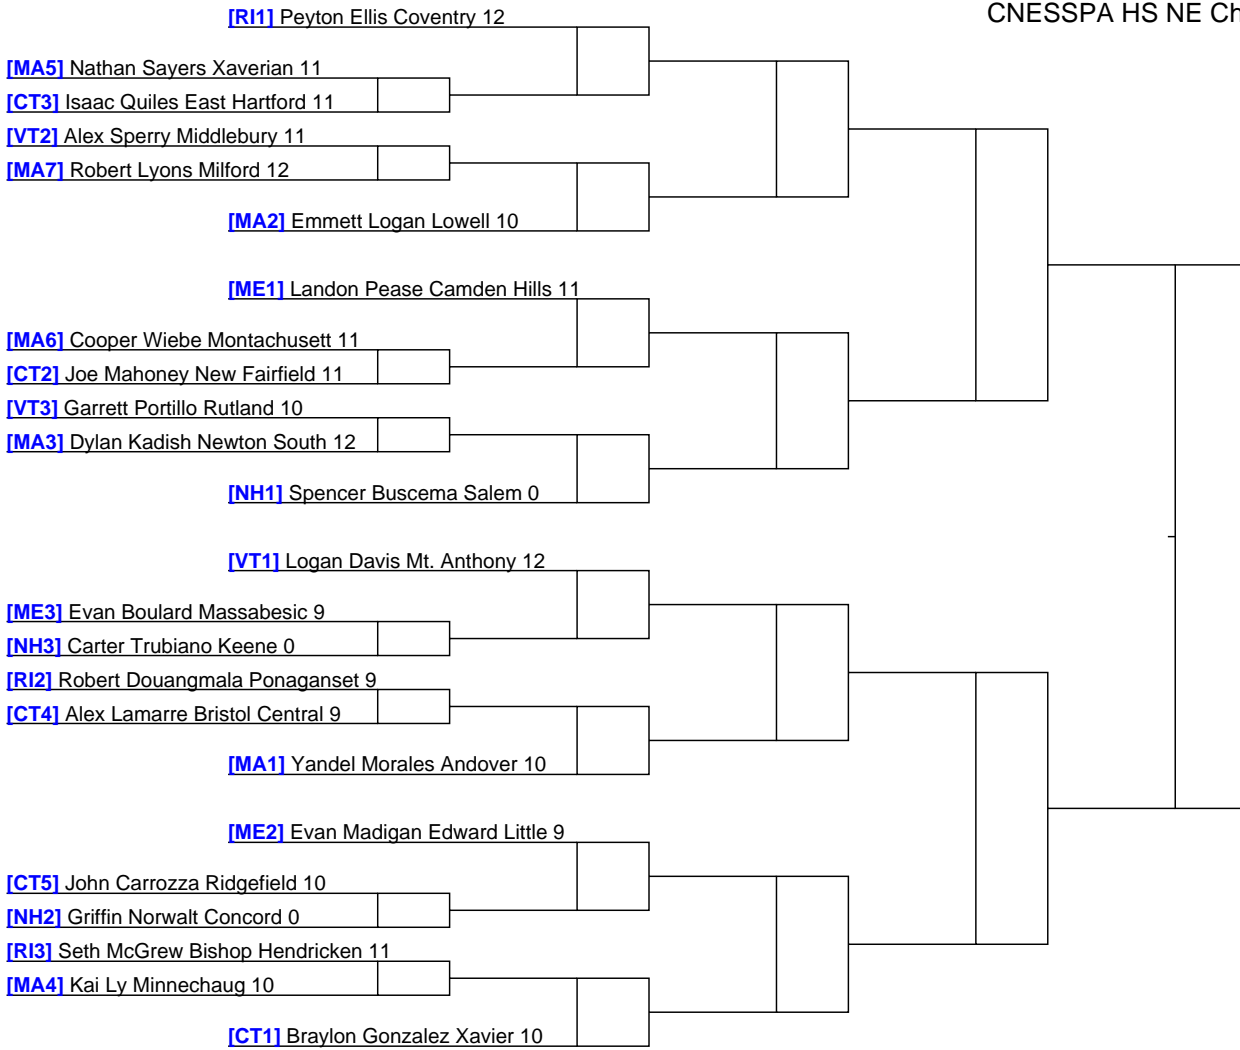 CNESSPA HS NE Ch
[RI1] Peyton Ellis Coventry 12
[MA5] Nathan Sayers Xaverian 11
[CT3] Isaac Quiles East Hartford 11
[VT2] Alex Sperry Middlebury 11
[MA7] Robert Lyons Milford 12
[MA2] Emmett Logan Lowell 10
[ME1] Landon Pease Camden Hills 11
[MA6] Cooper Wiebe Montachusett 11
[CT2] Joe Mahoney New Fairfield 11
[VT3] Garrett Portillo Rutland 10
[MA3] Dylan Kadish Newton South 12
[NH1] Spencer Buscema Salem 0
[VT1] Logan Davis Mt. Anthony 12
[ME3] Evan Boulard Massabesic 9
[NH3] Carter Trubiano Keene 0
[RI2] Robert Douangmala Ponaganset 9
[CT4] Alex Lamarre Bristol Central 9
[MA1] Yandel Morales Andover 10
[ME2] Evan Madigan Edward Little 9
[CT5] John Carrozza Ridgefield 10
[NH2] Griffin Norwalt Concord 0
[RI3] Seth McGrew Bishop Hendricken 11
[MA4] Kai Ly Minnechaug 10
[CT1] Braylon Gonzalez Xavier 10